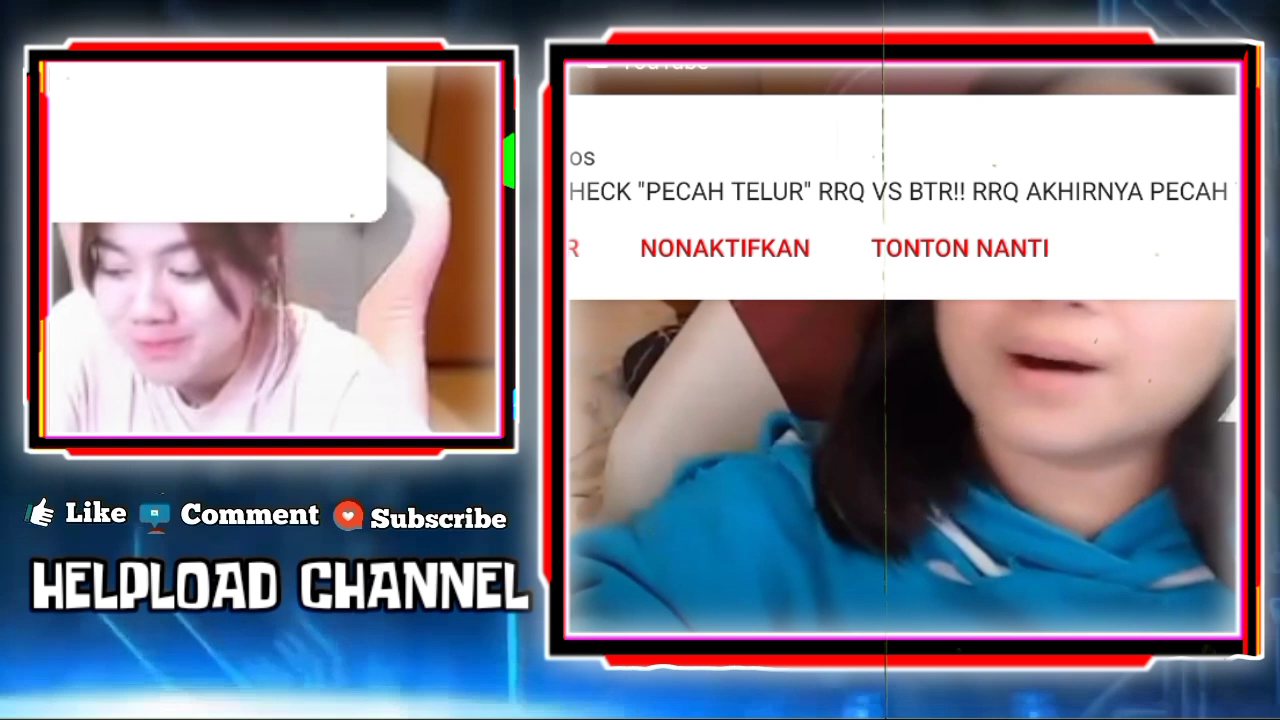 os
HECK "PECAH TELUR" RRQ VS BTR!! RRQ AKHIRNYA PECAH
R NONAKTIFKAN TONTON NANTI
Like Comment Subscribe
HELPLOAD CHANNEL